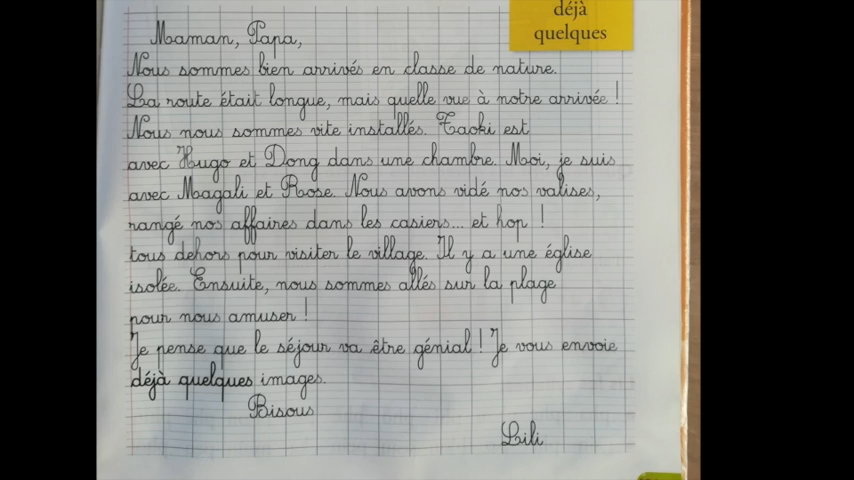 déjà
quelques
Maman, Papa,
Nous sommes bien arrivés en classe de nature.
La route était longue, mais quelle vue à notre arrivée !
Nous nous sommes vite installés. Taoki est
avec Hugo et Dong dans une chambre. Moi, je suis
avec Magali et Rose. Nous avons vidé nos valises,
rangé nos affaires dans les casiers... et hop !
tous dehors pour visiter le village. Il y a une église
isolée. Ensuite, nous sommes allés sur la plage
pour nous amuser !
Je pense que le séjour va être génial ! Je vous envoie
déjà quelques images.
Bisous
Lili